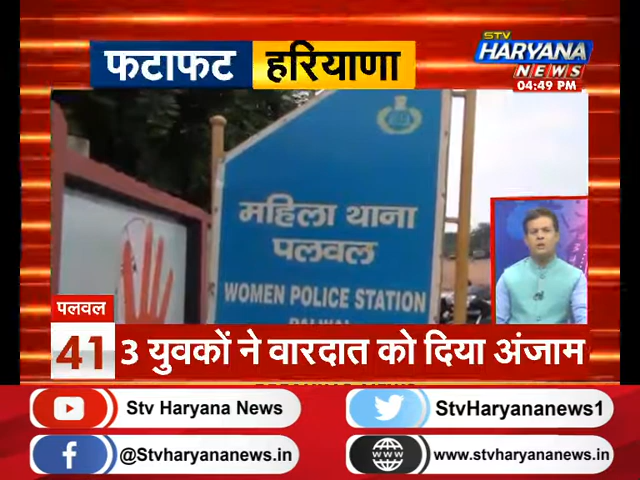 फटाफट हरियाणा
STV
HARYANA
NEWS
04:49 PM
महिला थाना
पलवल
WOMEN POLICE STATION
पलवल
41 3 युवकों ने वारदात को दिया अंजाम
Stv Haryana News
StvHaryananews1
@Stvharyananews.in
www.stvharyananews.in